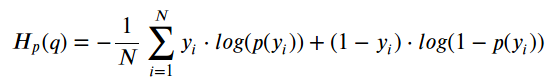 H_p(q) = -\frac{1}{N} \sum_{i=1}^{N} y_i \cdot log(p(y_i)) + (1 - y_i) \cdot log(1 - p(y_i))